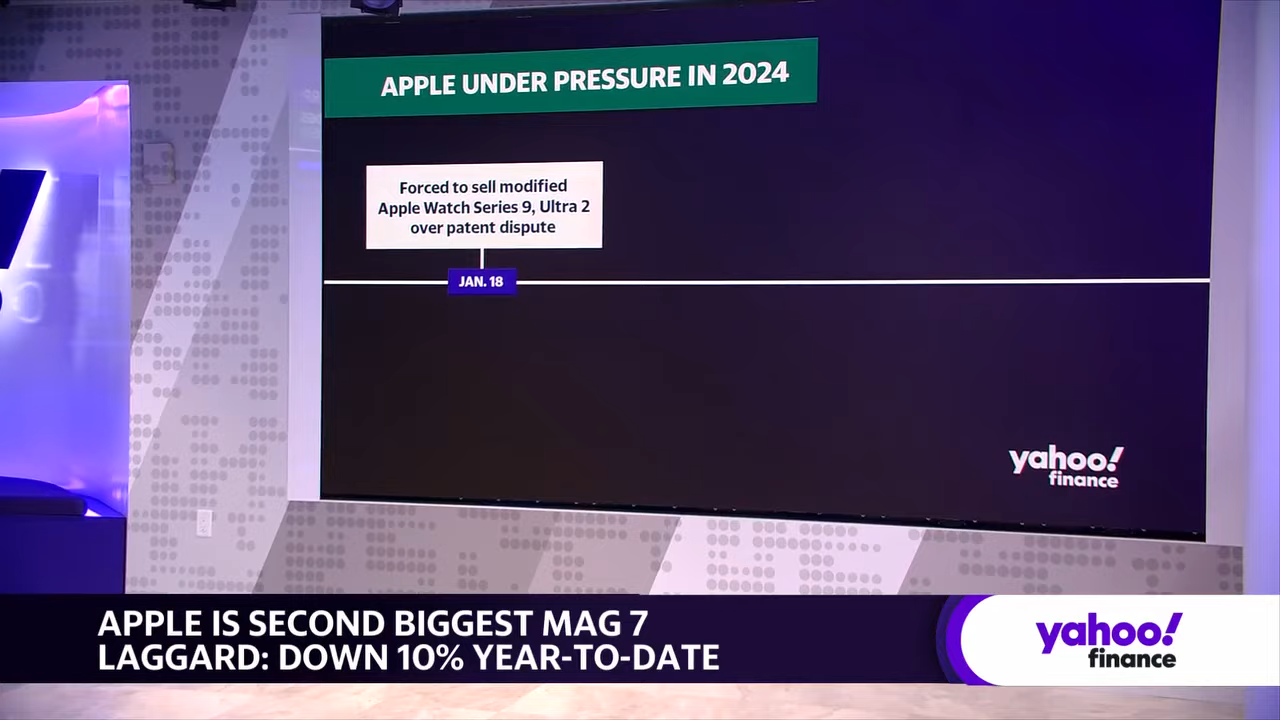 APPLE UNDER PRESSURE IN 2024
Forced to sell modified
Apple Watch Series 9, Ultra 2
over patent dispute
JAN. 18
yahoo!
finance
APPLE IS SECOND BIGGEST MAG 7
LAGGARD: DOWN 10% YEAR-TO-DATE
yahoo!
finance